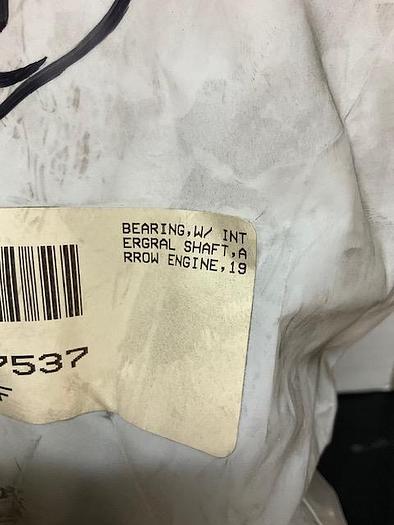 BEARING,W/ INT
ERGRAL SHAFT,A
RROW ENGINE,19
7537